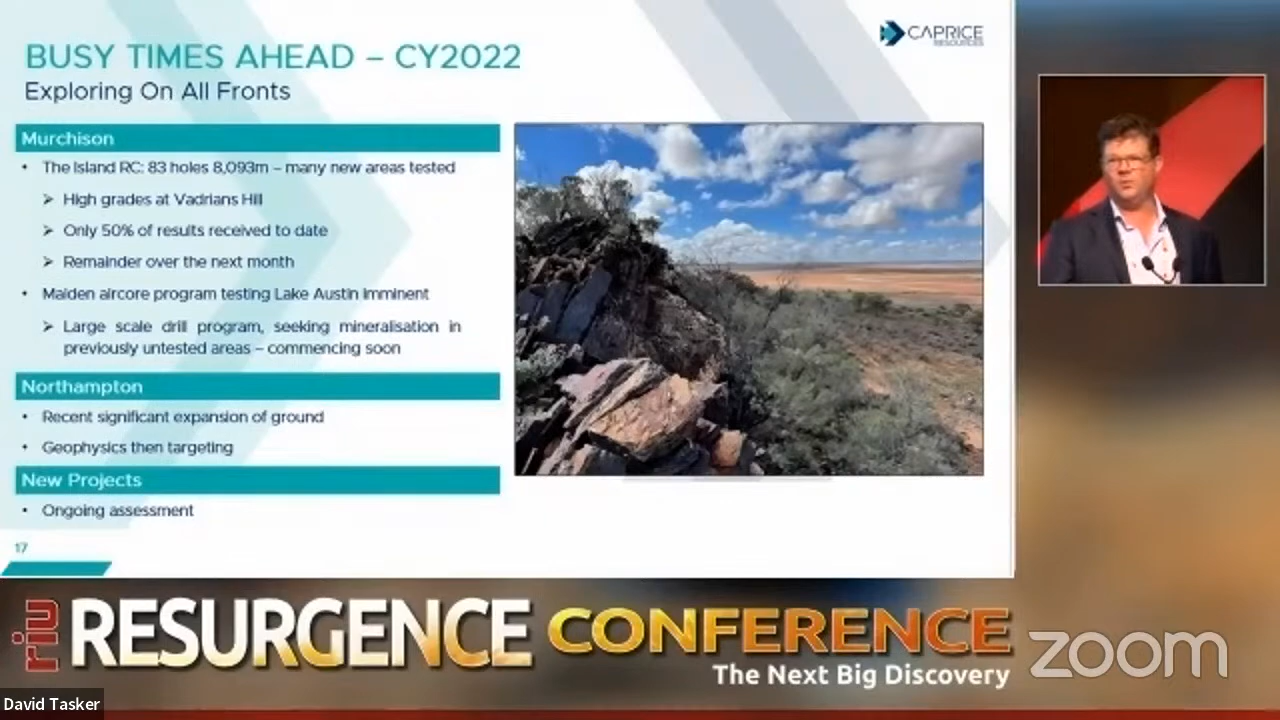 CAPRICE
RESOURCES
BUSY TIMES AHEAD – CY2022
Exploring On All Fronts
Murchison
• The Island RC: 83 holes 8,093m – many new areas tested
➢ High grades at Vadrians Hill
➢ Only 50% of results received to date
➢ Remainder over the next month
• Maiden aircore program testing Lake Austin imminent
➢ Large scale drill program, seeking mineralisation in
previously untested areas – commencing soon
Northampton
• Recent significant expansion of ground
• Geophysics then targeting
New Projects
• Ongoing assessment
17
riu RESURGENCE CONFERENCE
The Next Big Discovery
zoom
David Tasker